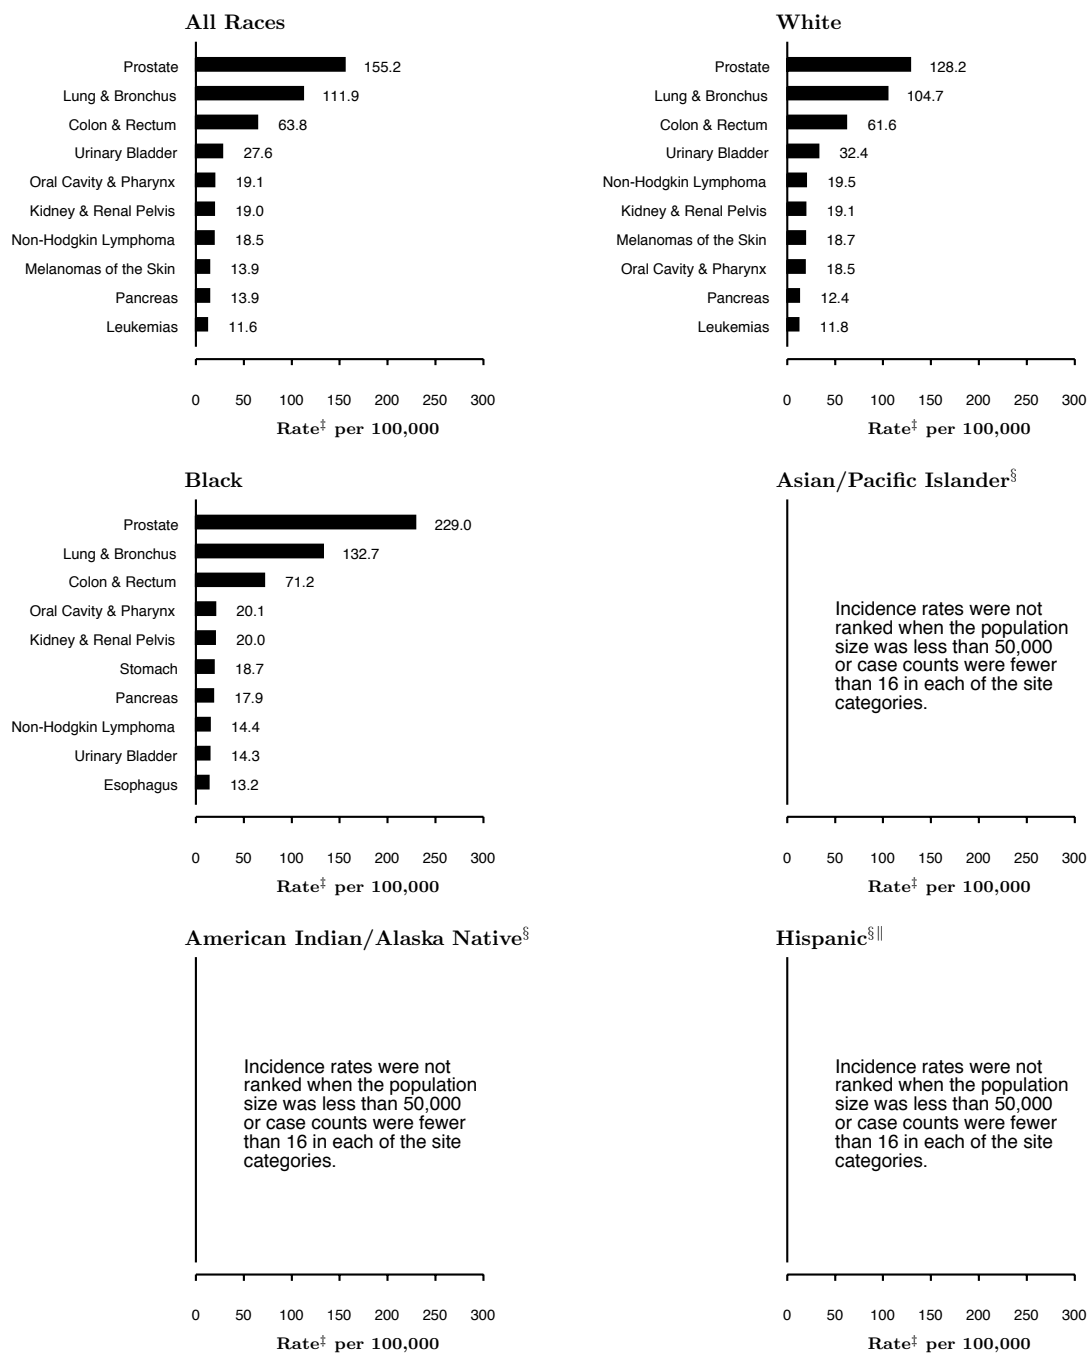 All Races
Prostate 155.2
Lung & Bronchus 111.9
Colon & Rectum 63.8
Urinary Bladder 27.6
Oral Cavity & Pharynx 19.1
Kidney & Renal Pelvis 19.0
Non-Hodgkin Lymphoma 18.5
Melanomas of the Skin 13.9
Pancreas 13.9
Leukemias 11.6
0 50 100 150 200 250 300
Rate‡ per 100,000
White
Prostate 128.2
Lung & Bronchus 104.7
Colon & Rectum 61.6
Urinary Bladder 32.4
Non-Hodgkin Lymphoma 19.5
Kidney & Renal Pelvis 19.1
Melanomas of the Skin 18.7
Oral Cavity & Pharynx 18.5
Pancreas 12.4
Leukemias 11.8
0 50 100 150 200 250 300
Rate‡ per 100,000
Black
Prostate 229.0
Lung & Bronchus 132.7
Colon & Rectum 71.2
Oral Cavity & Pharynx 20.1
Kidney & Renal Pelvis 20.0
Stomach 18.7
Pancreas 17.9
Non-Hodgkin Lymphoma 14.4
Urinary Bladder 14.3
Esophagus 13.2
0 50 100 150 200 250 300
Rate‡ per 100,000
Asian/Pacific Islander§
Incidence rates were not
ranked when the population
size was less than 50,000
or case counts were fewer
than 16 in each of the site
categories.
0 50 100 150 200 250 300
Rate‡ per 100,000
American Indian/Alaska Native§
Incidence rates were not
ranked when the population
size was less than 50,000
or case counts were fewer
than 16 in each of the site
categories.
0 50 100 150 200 250 300
Rate‡ per 100,000
Hispanic§‖
Incidence rates were not
ranked when the population
size was less than 50,000
or case counts were fewer
than 16 in each of the site
categories.
0 50 100 150 200 250 300
Rate‡ per 100,000